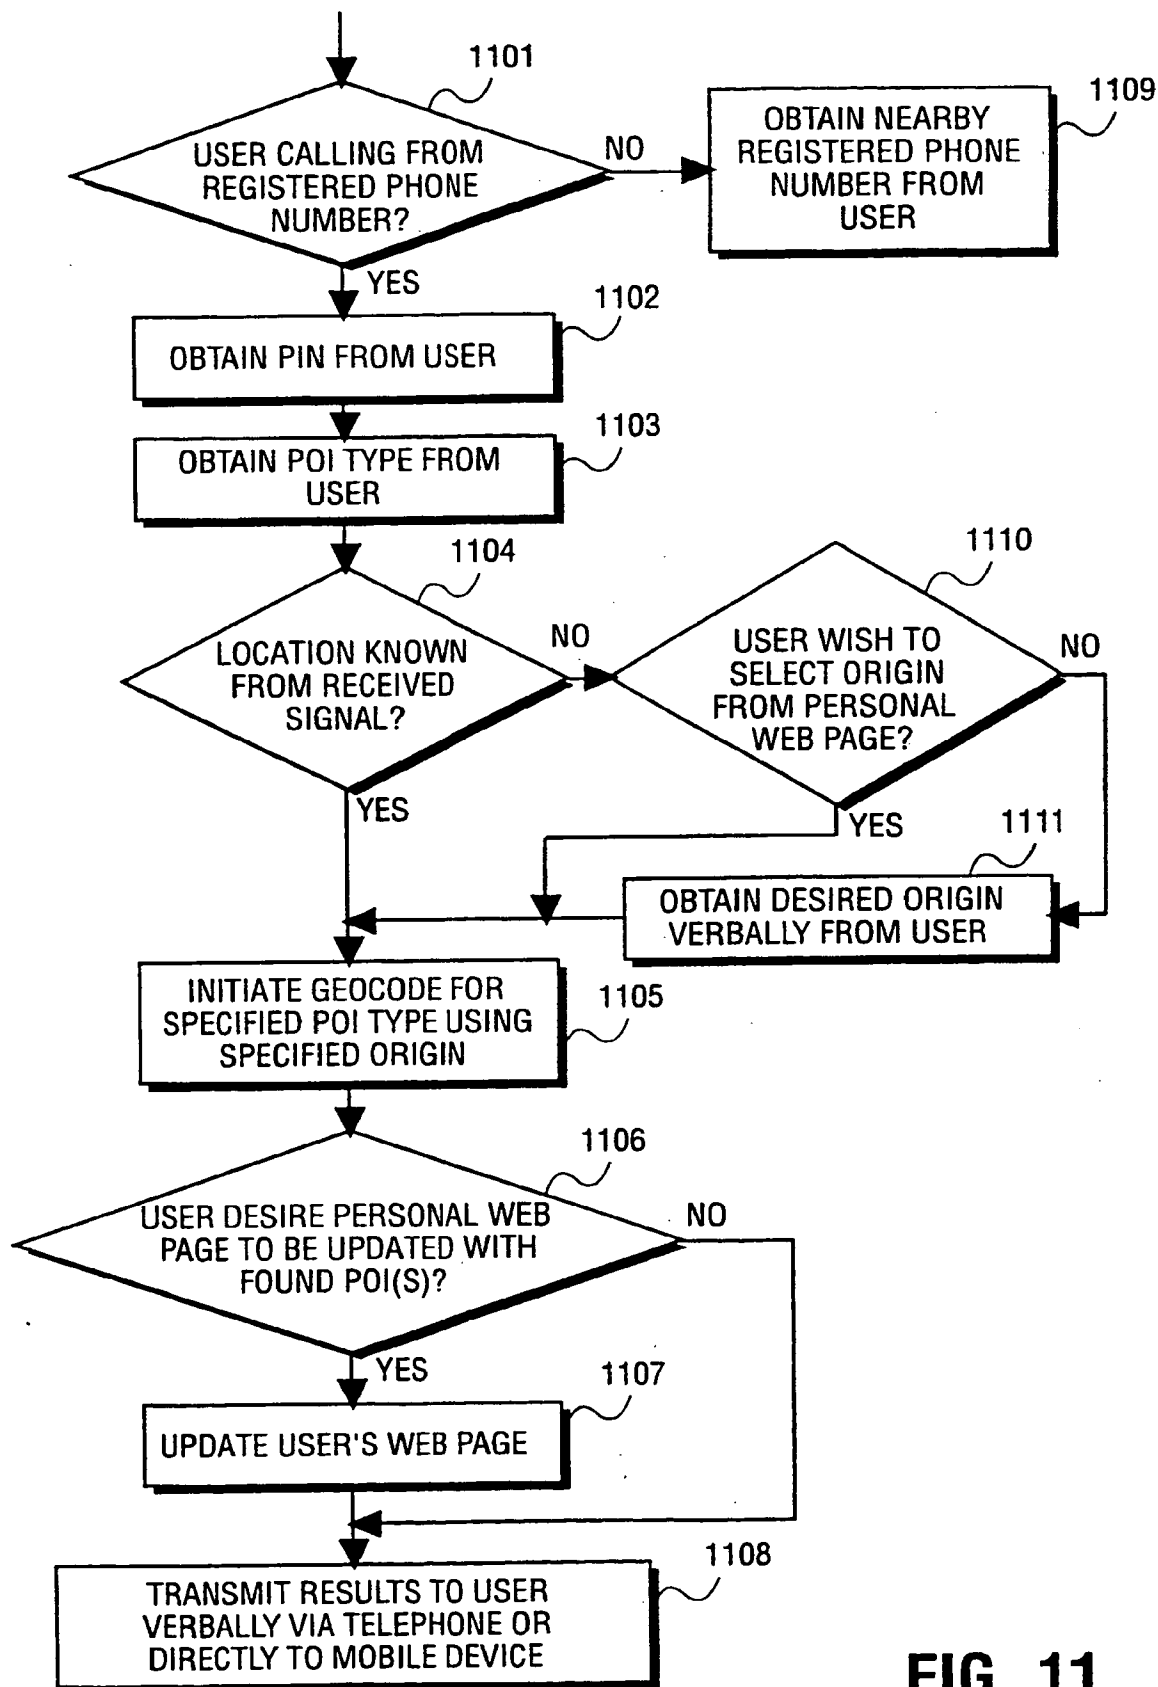 1101
USER CALLING FROM
REGISTERED PHONE
NUMBER?
NO
1109
OBTAIN NEARBY
REGISTERED PHONE
NUMBER FROM
USER
YES
1102
OBTAIN PIN FROM USER
1103
OBTAIN POI TYPE FROM
USER
1104
LOCATION KNOWN
FROM RECEIVED
SIGNAL?
NO
1110
USER WISH TO
SELECT ORIGIN
FROM PERSONAL
WEB PAGE?
NO
YES
YES
1111
OBTAIN DESIRED ORIGIN
VERBALLY FROM USER
INITIATE GEOCODE FOR
SPECIFIED POI TYPE USING
SPECIFIED ORIGIN
1105
1106
USER DESIRE PERSONAL WEB
PAGE TO BE UPDATED WITH
FOUND POI(S)?
NO
YES
1107
UPDATE USER'S WEB PAGE
1108
TRANSMIT RESULTS TO USER
VERBALLY VIA TELEPHONE OR
DIRECTLY TO MOBILE DEVICE
FIG. 11